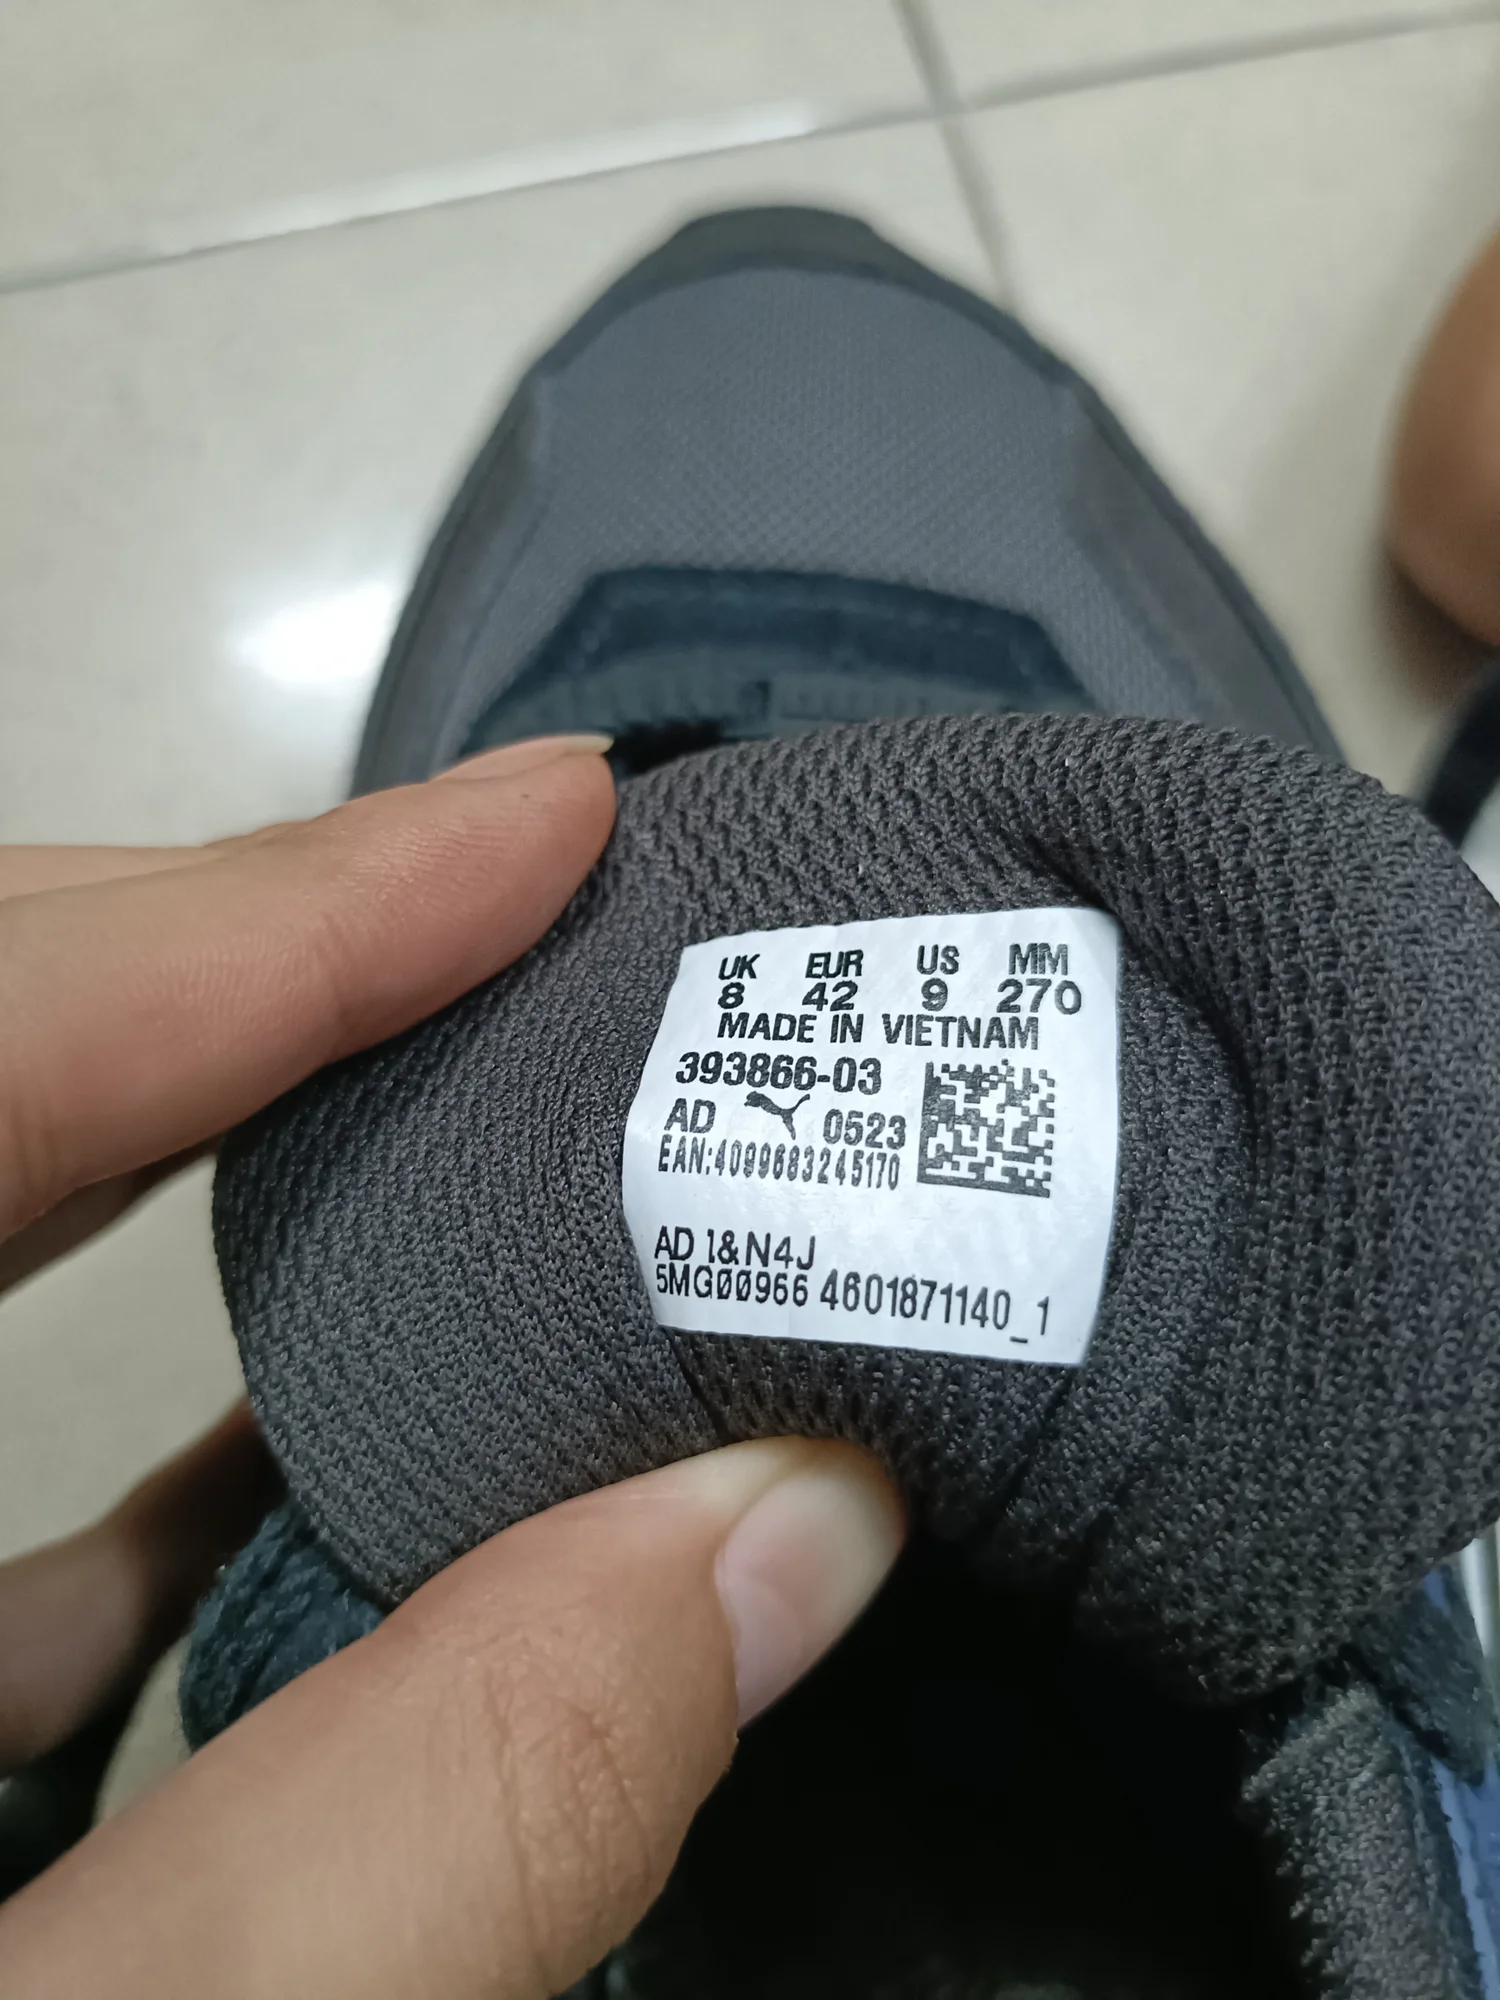 UK EUR US MM
8 42 9 270
MADE IN VIETNAM
393866-03
AD 0523
EAN:4099683245170
AD 1&N4J
5MG00966 4601871140_1